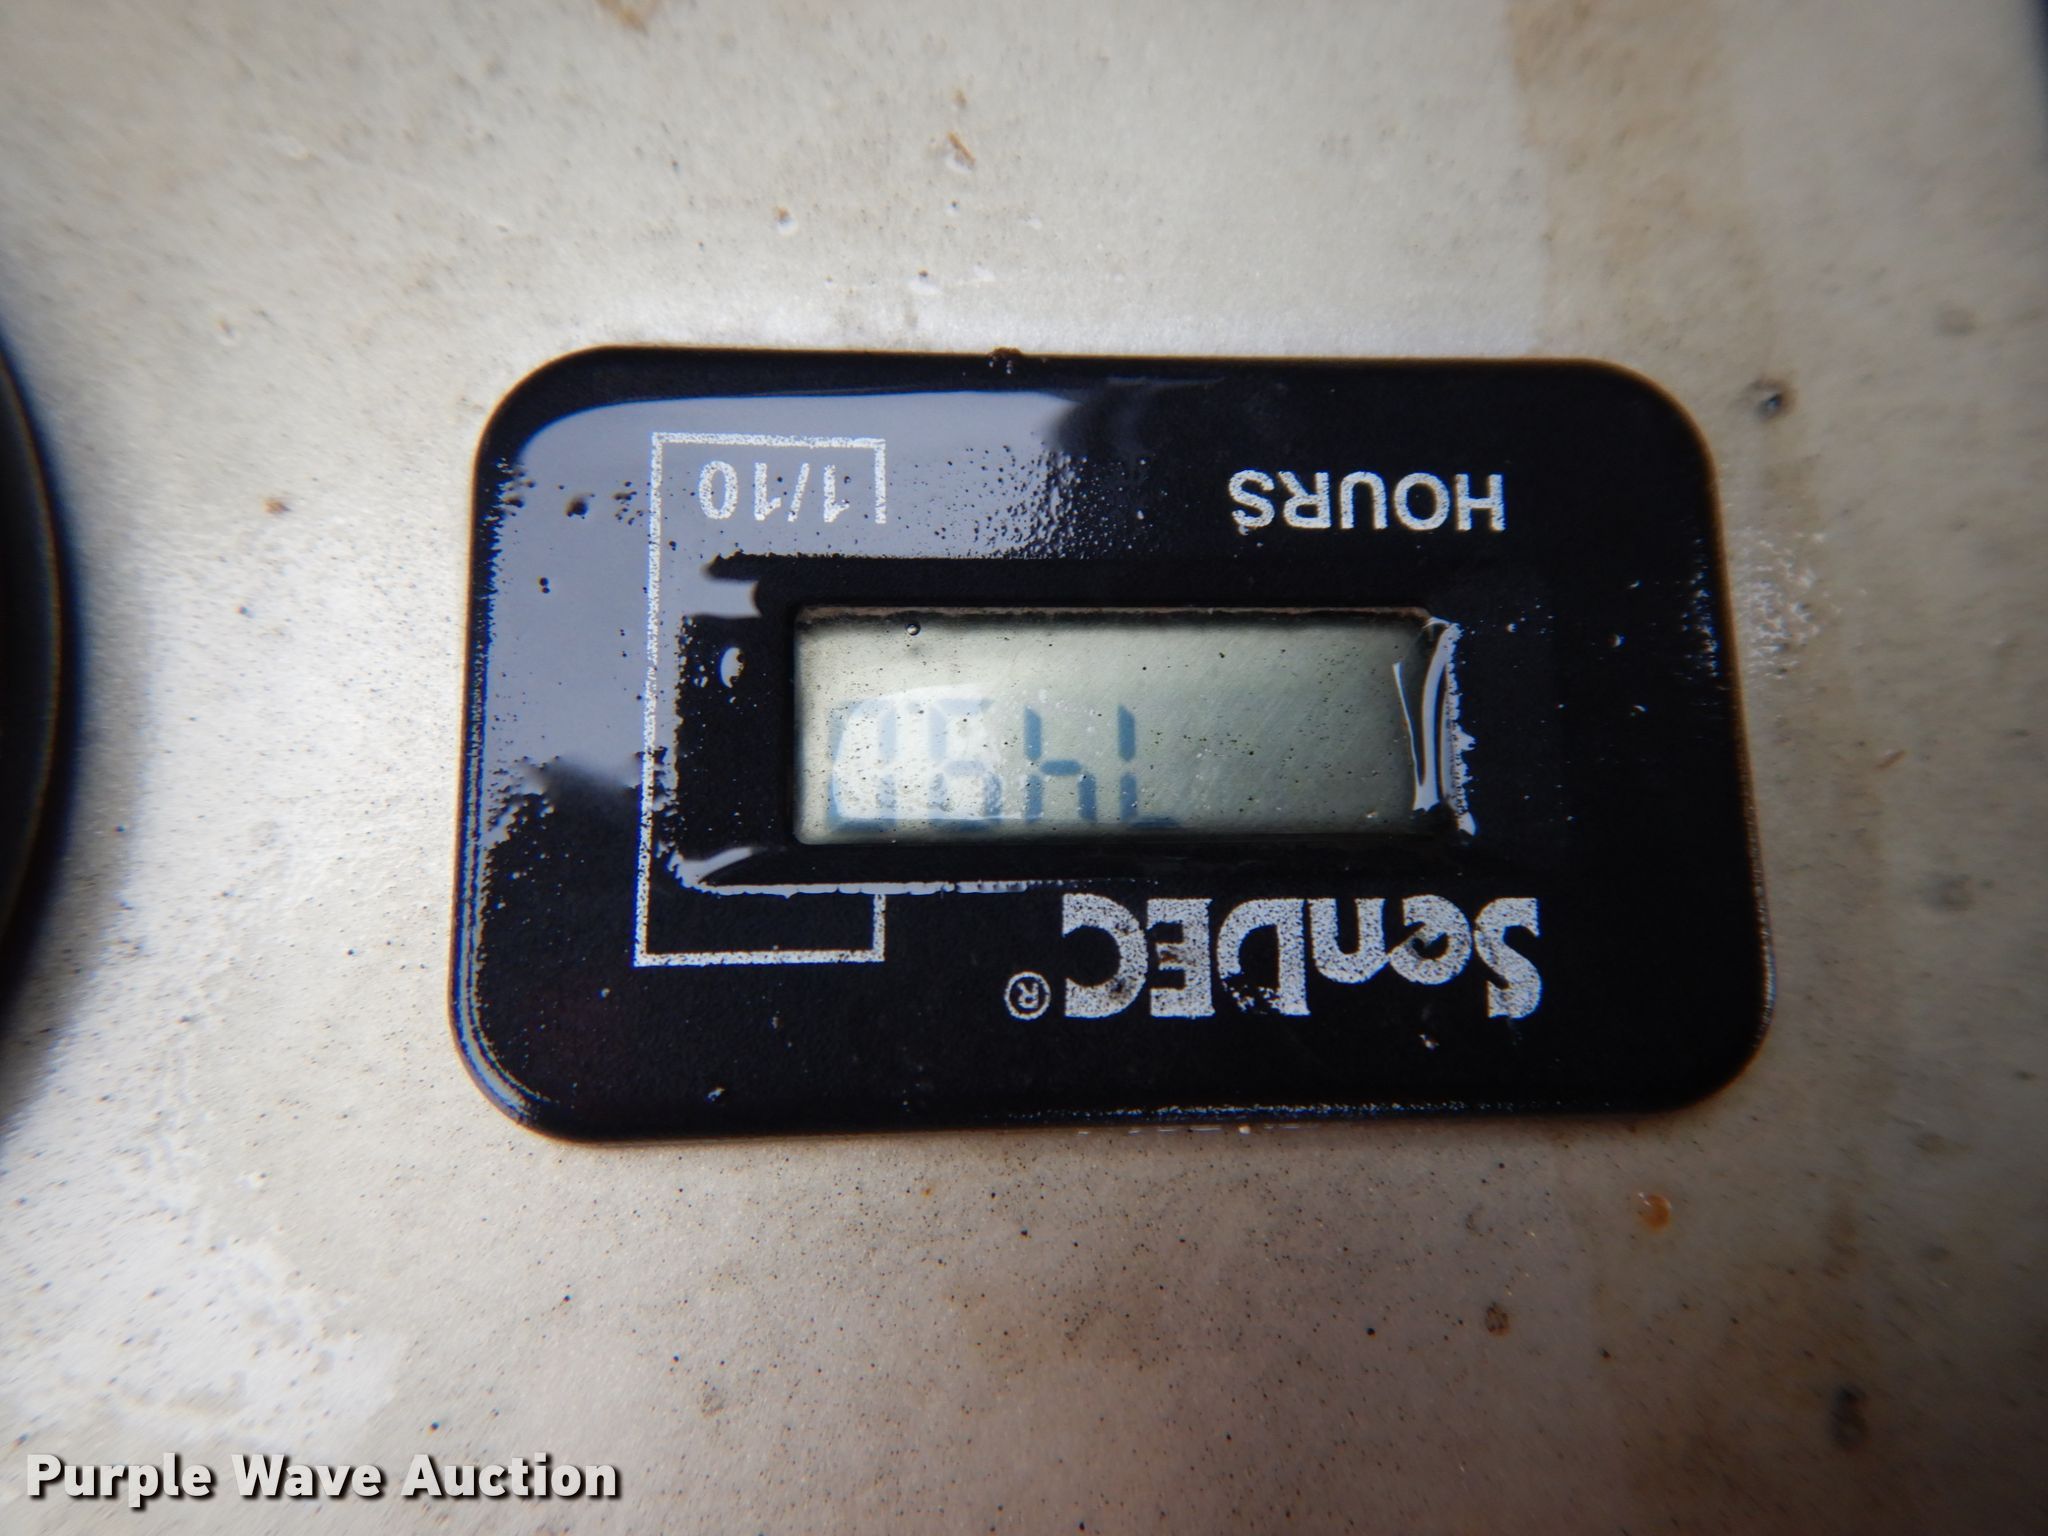 SenDEC®
HOURS 1/10
Purple Wave Auction